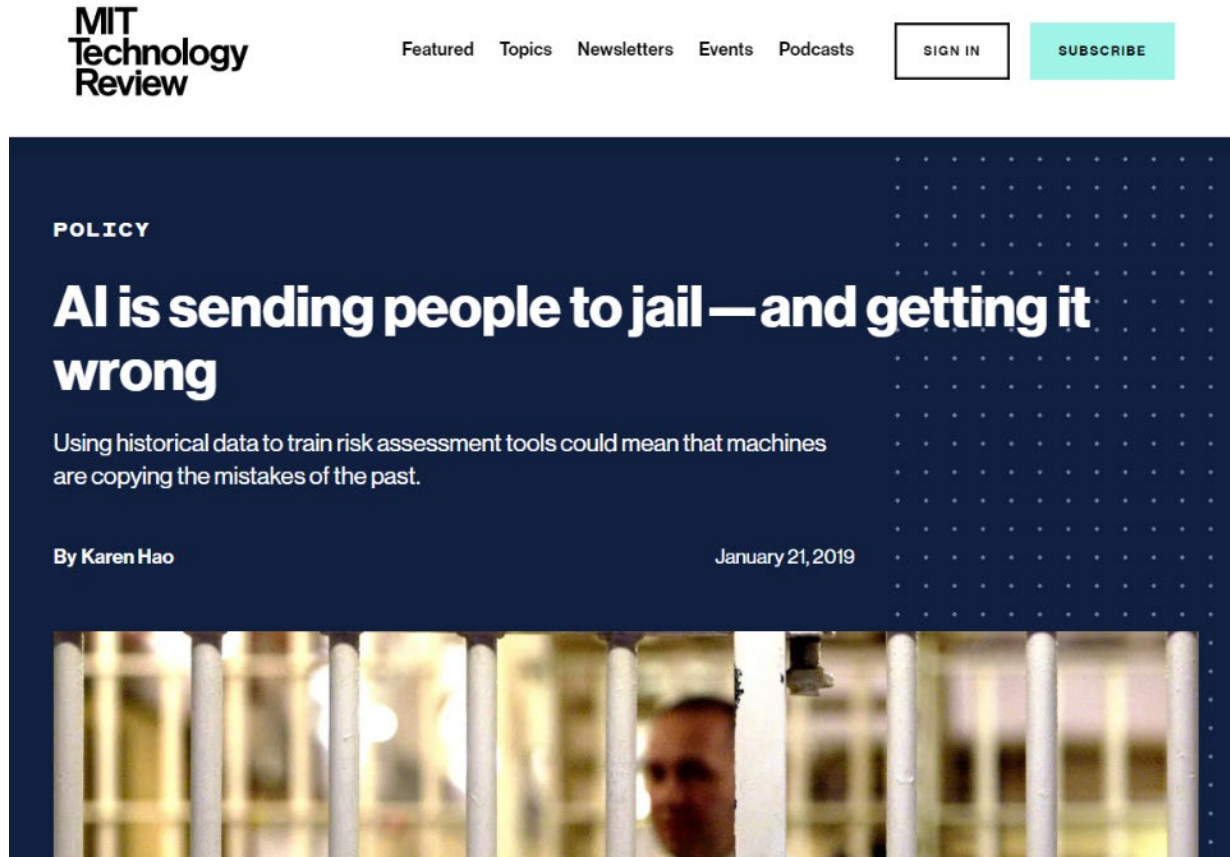 MIT
Technology
Review
Featured Topics Newsletters Events Podcasts SIGN IN SUBSCRIBE
POLICY
AI is sending people to jail—and getting it
wrong
Using historical data to train risk assessment tools could mean that machines
are copying the mistakes of the past.
By Karen Hao January 21, 2019